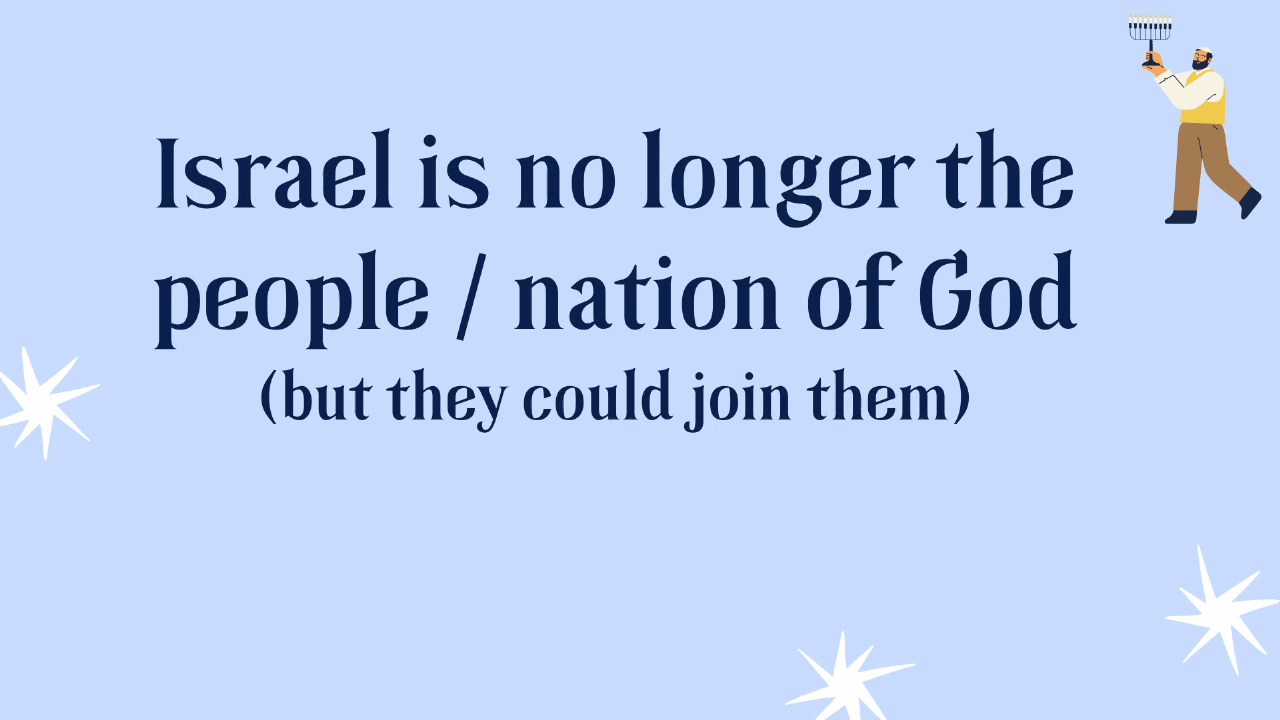 Israel is no longer the
people / nation of God
(but they could join them)